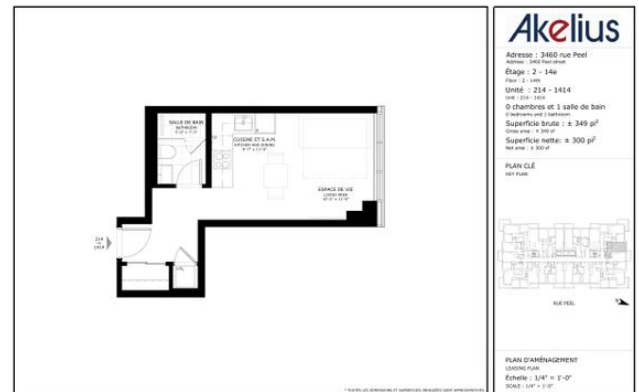 SALLE DE BAIN
BATHROOM
CUISINE ET S.A.M.
KITCHEN AND DINING
ESPACE DE VIE
LIVING AREA
214
1414
Akelius
Adresse : 3460 rue Peel
Address : 3460 Peel street
Étage : 2 - 14e
Floor : 2 - 14th
Unité : 214 - 1414
Unit : 214 - 1414
0 chambres et 1 salle de bain
0 bedrooms and 1 bathroom
Superficie brute : ± 349 pi²
Gross area : ± 349 sf
Superficie nette: ± 300 pi²
Net area : ± 300 sf
PLAN CLÉ
KEY PLAN
RUE PEEL
N
PLAN D'AMÉNAGEMENT
LEASING PLAN
Échelle : 1/4" = 1'-0"
SCALE : 1/4" = 1'-0"